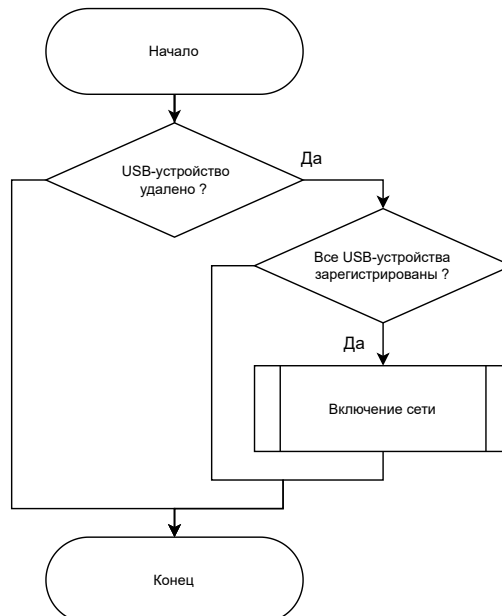 Начало
USB-устройство
удалено ?
Да
Все USB-устройства
зарегистрированы ?
Да
Включение сети
Конец